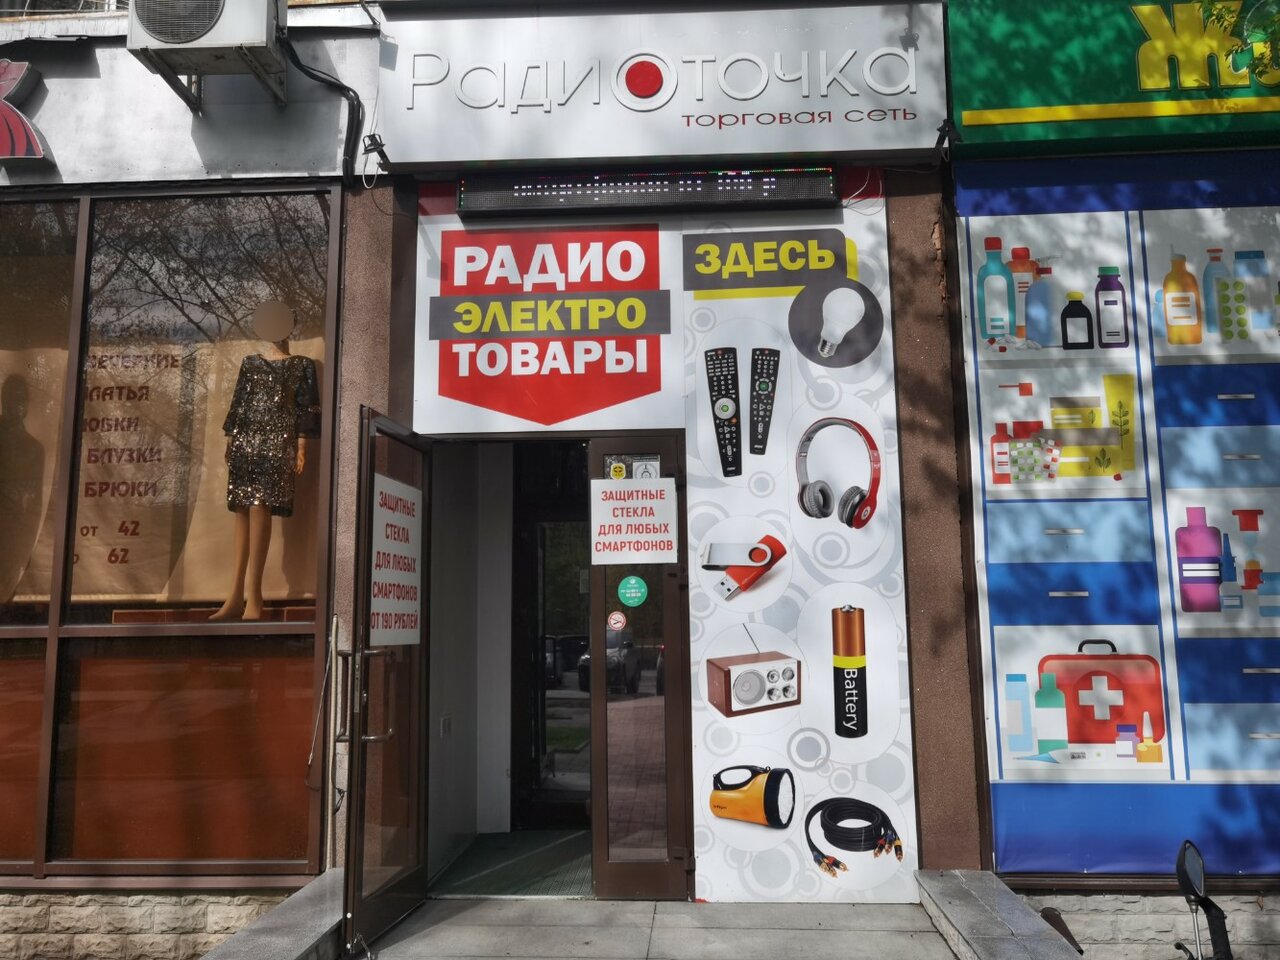 Радиоточка
торговая сеть
РАДИО
ЭЛЕКТРО
ТОВАРЫ
ЗДЕСЬ
ЗАЩИТНЫЕ
СТЕКЛА
ДЛЯ ЛЮБЫХ
СМАРТФОНОВ
ЗАЩИТНЫЕ
СТЕКЛА
ДЛЯ ЛЮБЫХ
СМАРТФОНОВ
ОТ 190 РУБЛЕЙ
Battery
ВЕЧЕРНИЕ
ПЛАТЬЯ
ЮБКИ
БЛУЗКИ
БРЮКИ
от 42
62